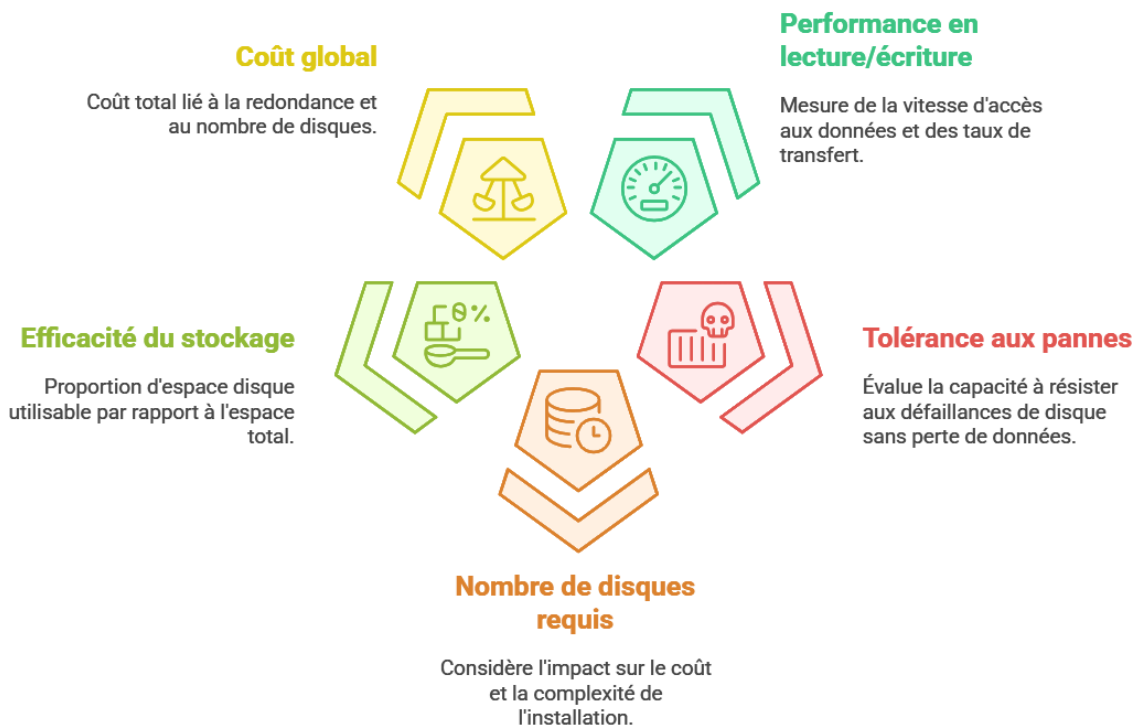 Coût global
Coût total lié à la redondance et
au nombre de disques.
Performance en
lecture/écriture
Mesure de la vitesse d'accès
aux données et des taux de
transfert.
0%
Efficacité du stockage
Proportion d'espace disque
utilisable par rapport à l'espace
total.
Tolérance aux pannes
Évalue la capacité à résister
aux défaillances de disque
sans perte de données.
Nombre de disques
requis
Considère l'impact sur le coût
et la complexité de
l'installation.